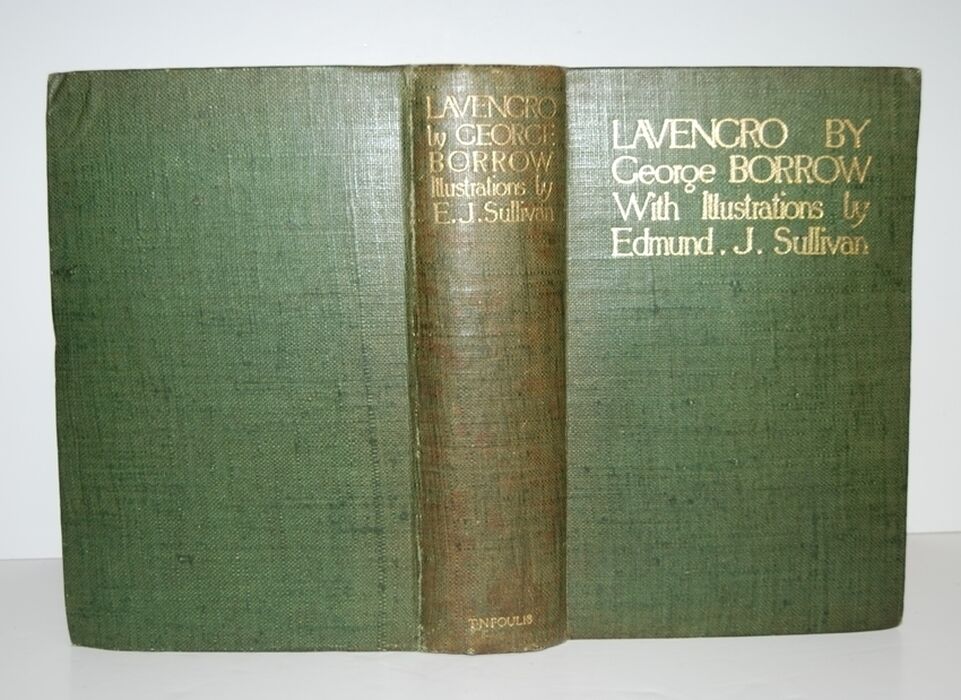 LAVENGRO
by GEORGE
BORROW
Illustrations by
E. J. Sullivan
T.N. FOULIS
LAVENGRO BY
George BORROW
With Illustrations by
Edmund. J. Sullivan